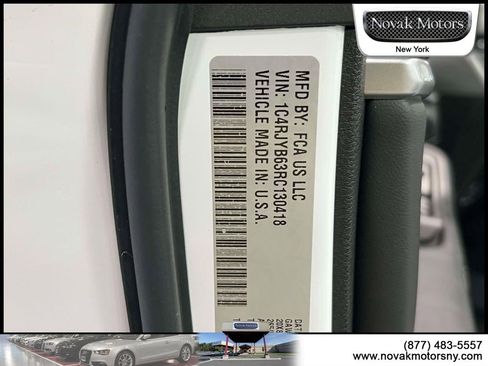 Novak Motors
New York
MFD BY: FCA US LLC
VIN: 1C4RJYB63RC130418
VEHICLE MADE IN: U.S.A.
(877) 483-5557
www.novakmotorsny.com